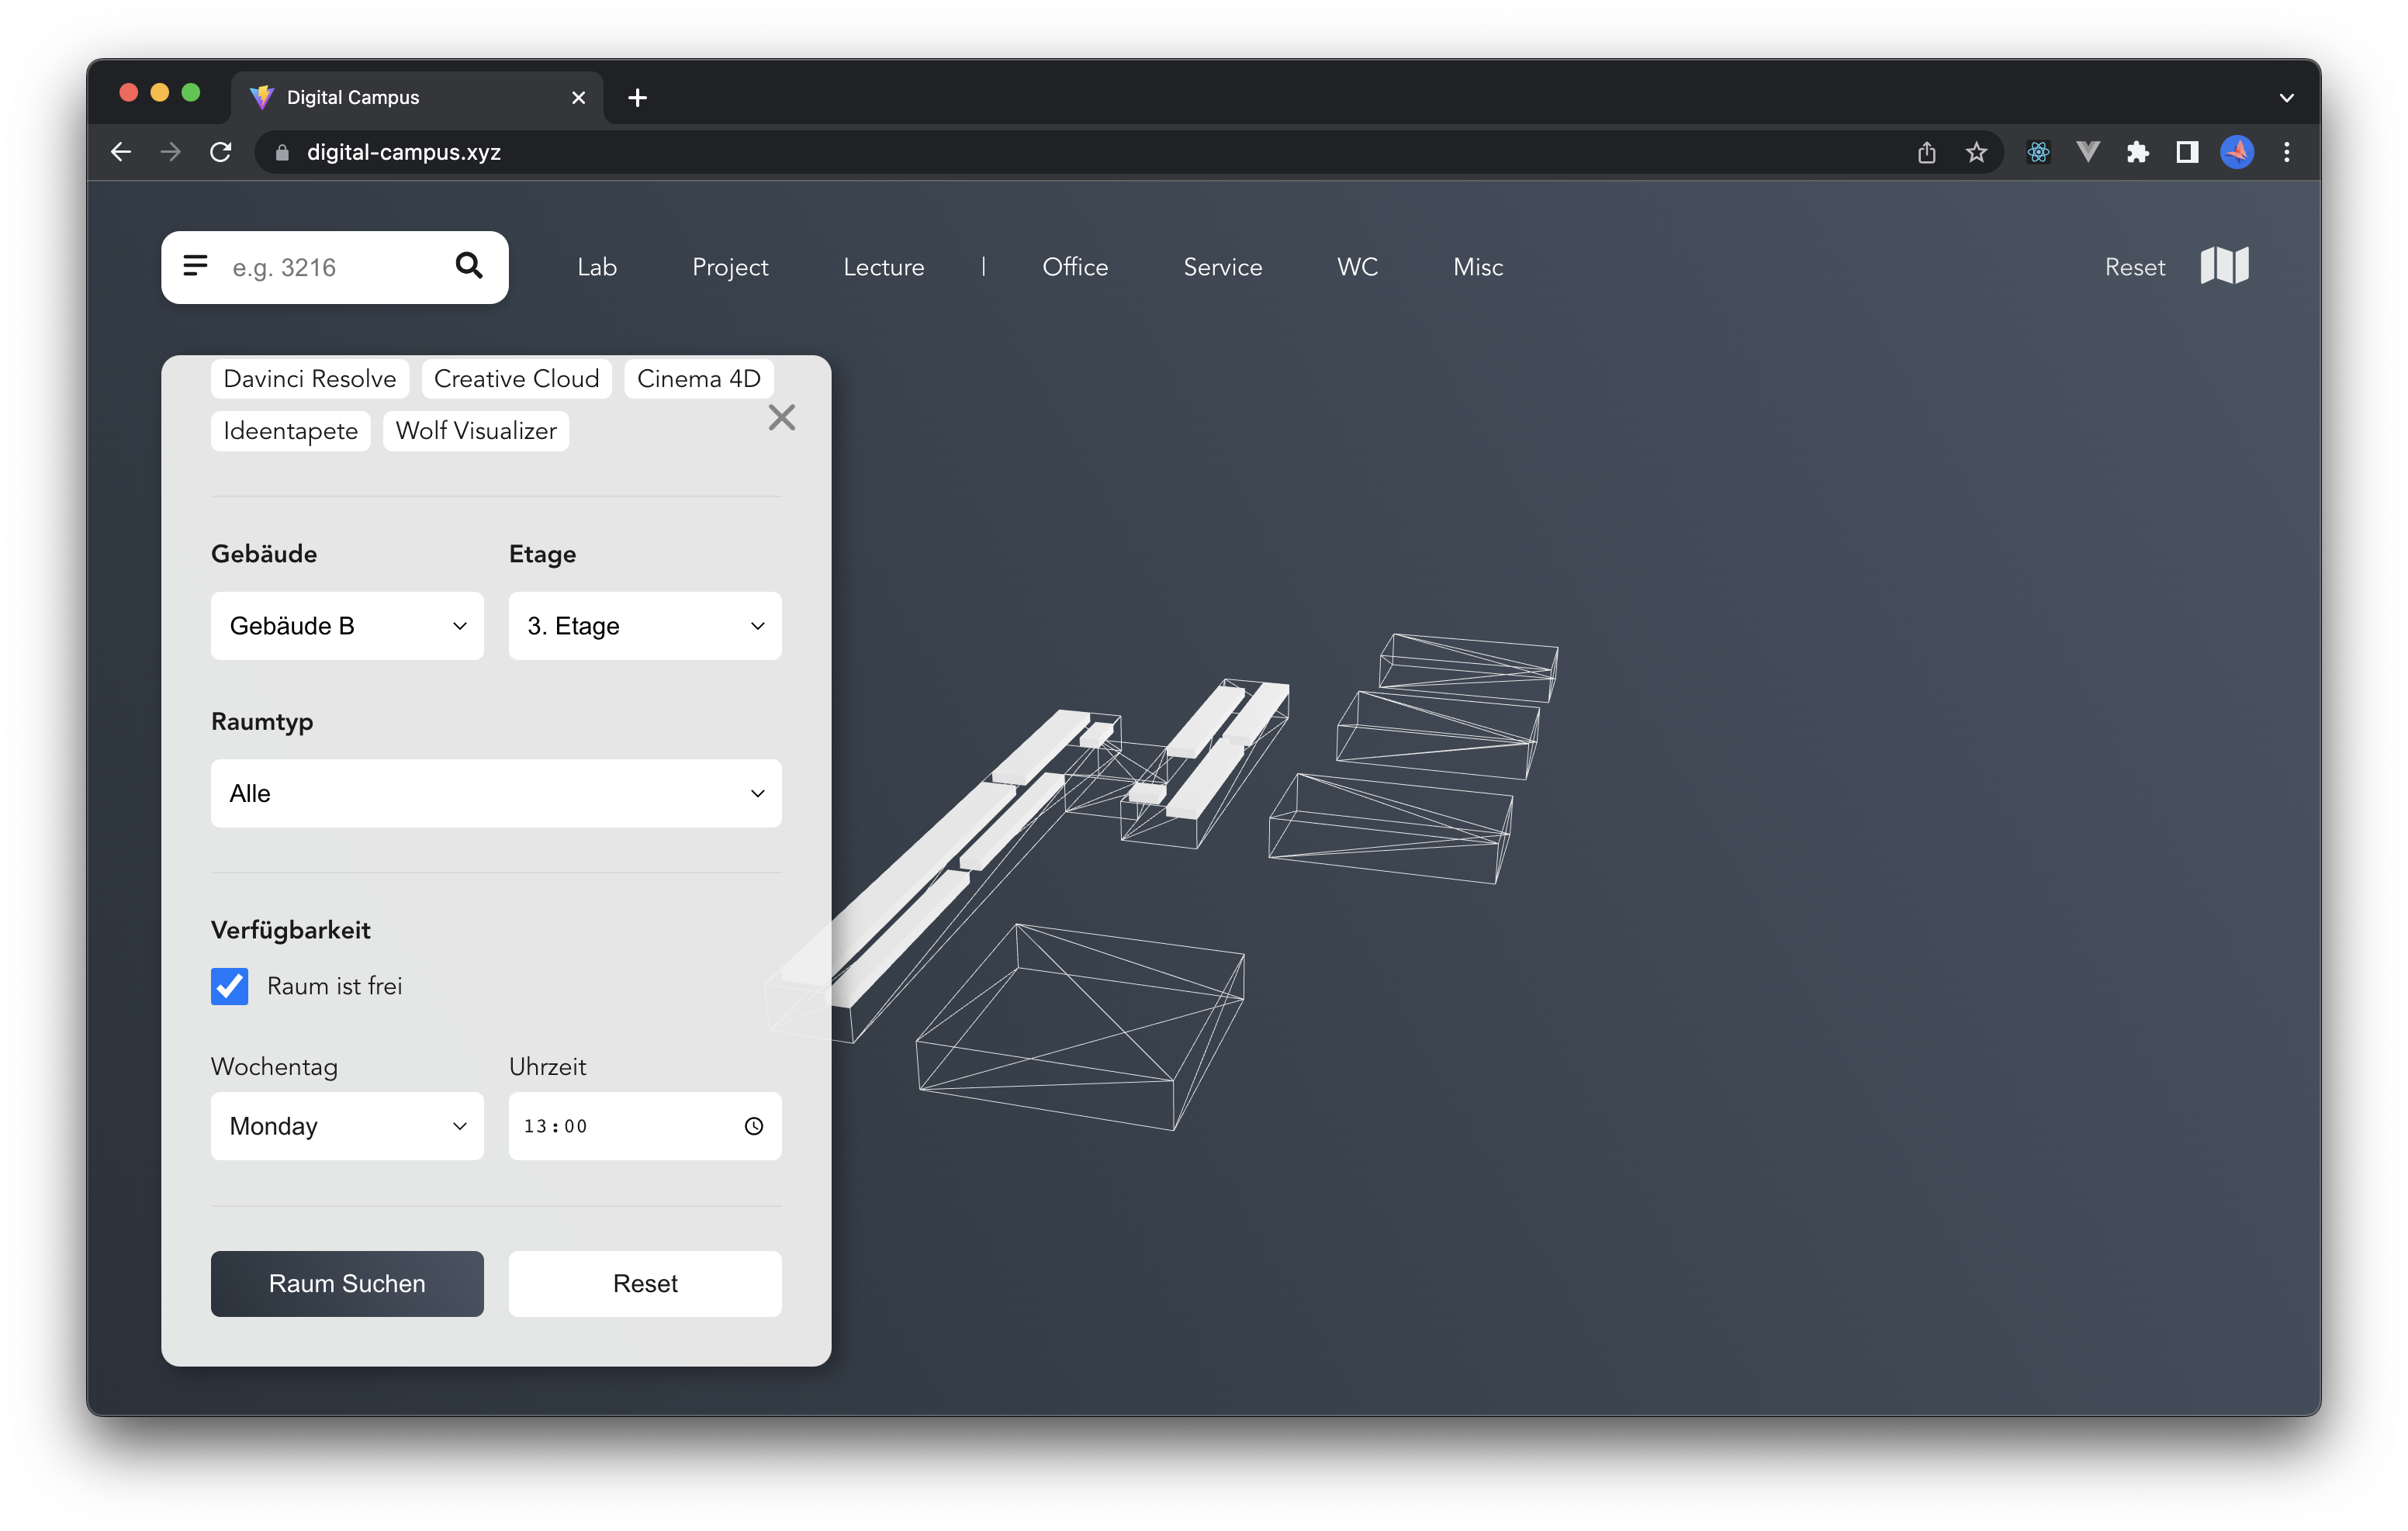 Digital Campus
digital-campus.xyz
e.g. 3216
Lab Project Lecture | Office Service WC Misc
Reset
Davinci Resolve Creative Cloud Cinema 4D
Ideentapete Wolf Visualizer
Gebäude Etage
Gebäude B 3. Etage
Raumtyp
Alle
Verfügbarkeit
Raum ist frei
Wochentag Uhrzeit
Monday 13:00
Raum Suchen Reset